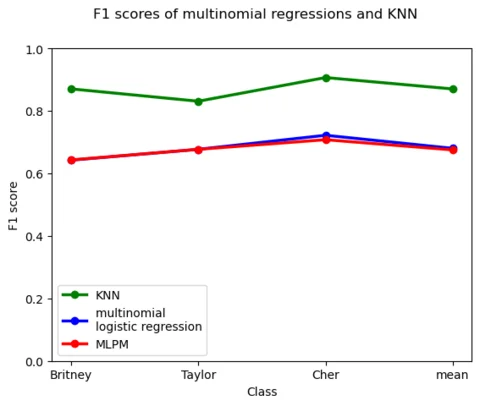 F1 scores of multinomial regressions and KNN
1.0
0.8
0.6
0.4
0.2
0.0
F1 score
KNN
multinomial
logistic regression
MLPM
Britney Taylor Cher mean
Class